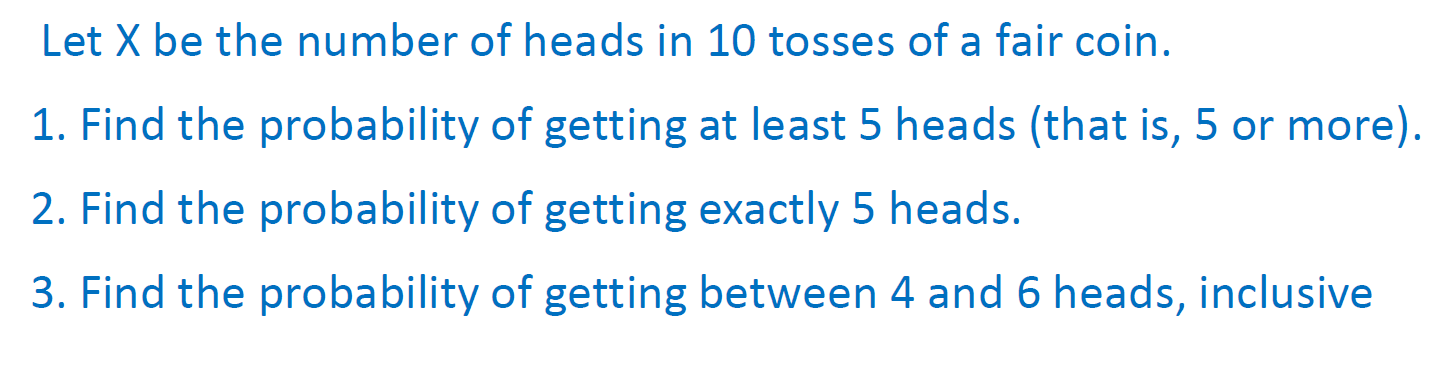 Let X be the number of heads in 10 tosses of a fair coin.
1. Find the probability of getting at least 5 heads (that is, 5 or more).
2. Find the probability of getting exactly 5 heads.
3. Find the probability of getting between 4 and 6 heads, inclusive